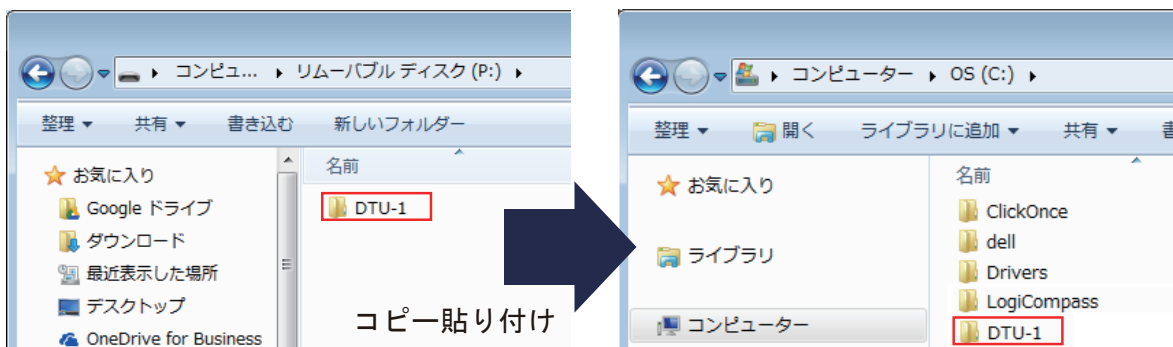 コンピュ... リムーバブル ディスク (P:)
整理 共有 書き込む 新しいフォルダー
お気に入り
Google ドライブ
ダウンロード
最近表示した場所
デスクトップ
OneDrive for Business
名前
DTU-1
コピー貼り付け
コンピューター OS (C:)
整理 開く ライブラリに追加 共有 書
お気に入り
ライブラリ
コンピューター
名前
ClickOnce
dell
Drivers
LogiCompass
DTU-1